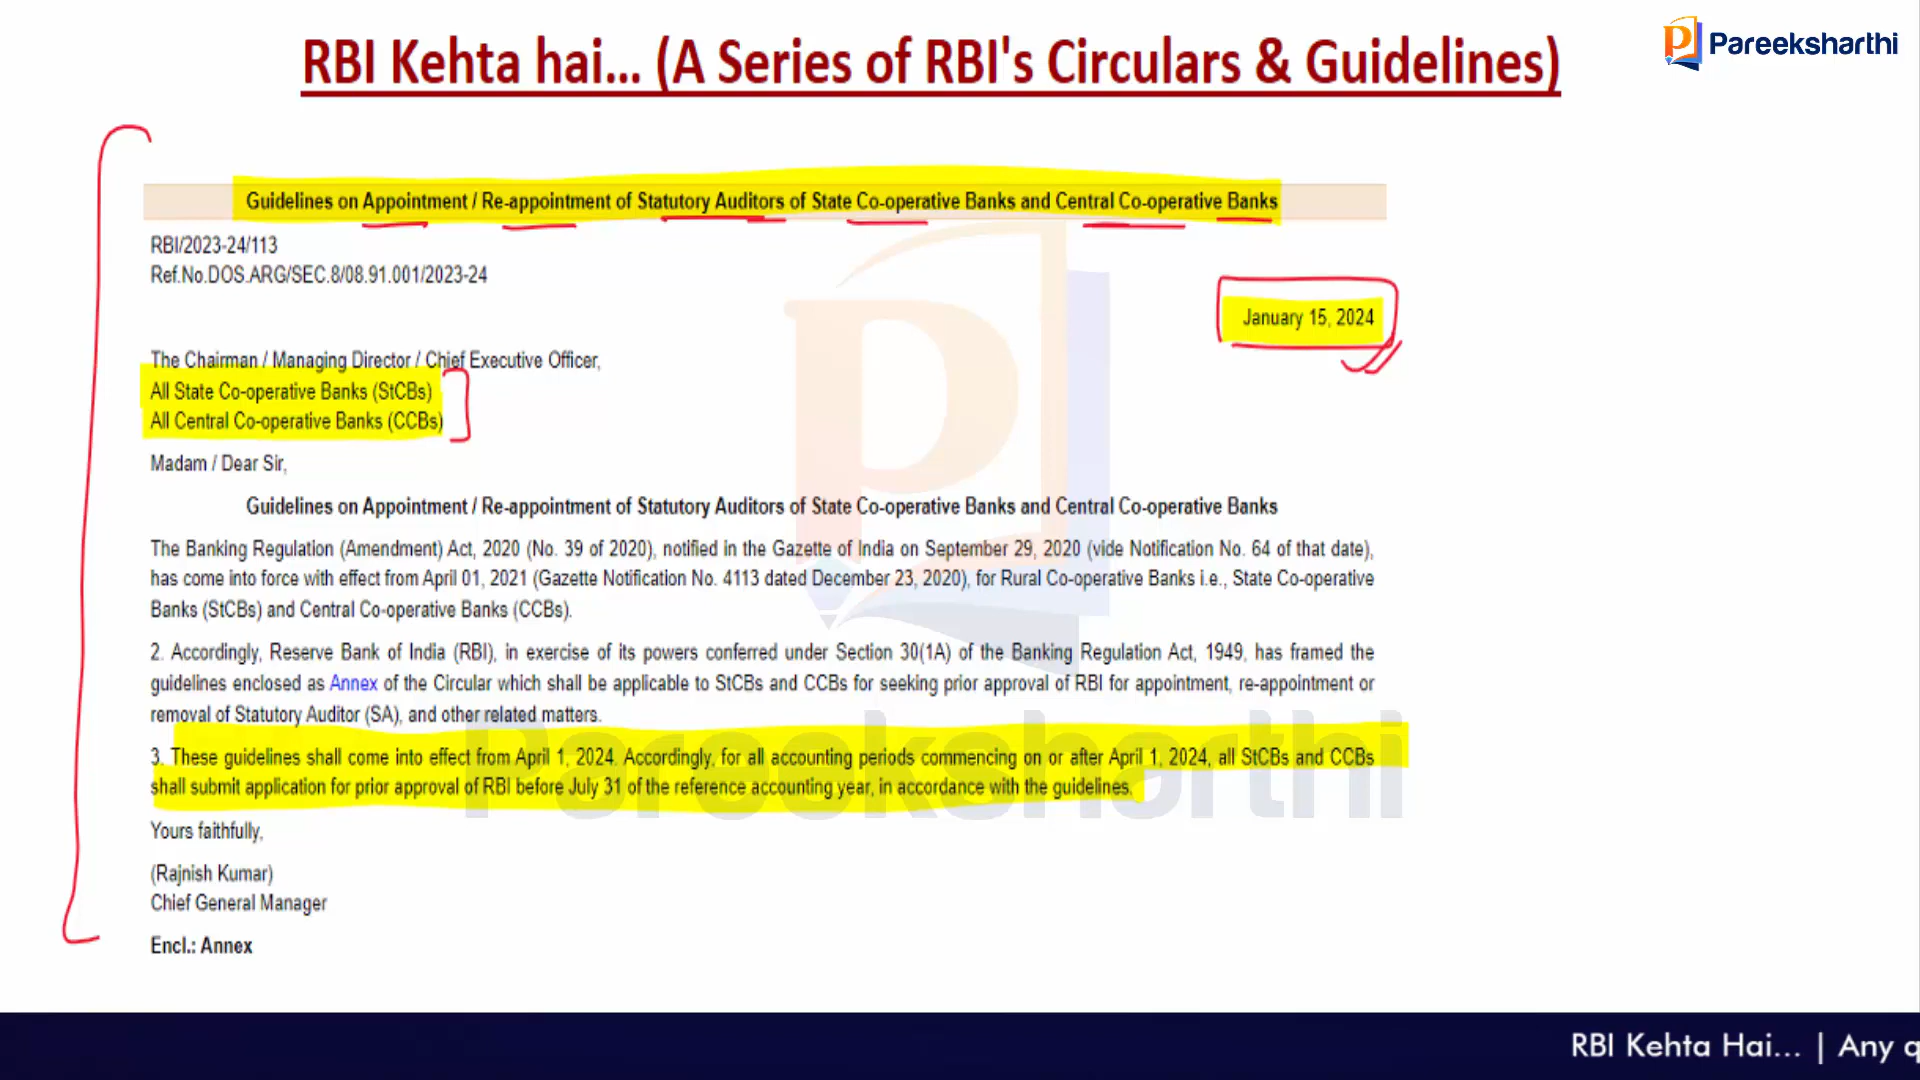 RBI Kehta hai... (A Series of RBI's Circulars & Guidelines)
Pareeksharthi
Guidelines on Appointment / Re-appointment of Statutory Auditors of State Co-operative Banks and Central Co-operative Banks
RBI/2023-24/113
Ref.No.DOS.ARG/SEC.8/08.91.001/2023-24
January 15, 2024
The Chairman / Managing Director / Chief Executive Officer,
All State Co-operative Banks (StCBs)
All Central Co-operative Banks (CCBs)
Madam / Dear Sir,
Guidelines on Appointment / Re-appointment of Statutory Auditors of State Co-operative Banks and Central Co-operative Banks
The Banking Regulation (Amendment) Act, 2020 (No. 39 of 2020), notified in the Gazette of India on September 29, 2020 (vide Notification No. 64 of that date),
has come into force with effect from April 01, 2021 (Gazette Notification No. 4113 dated December 23, 2020), for Rural Co-operative Banks i.e., State Co-operative
Banks (StCBs) and Central Co-operative Banks (CCBs).
2. Accordingly, Reserve Bank of India (RBI), in exercise of its powers conferred under Section 30(1A) of the Banking Regulation Act, 1949, has framed the
guidelines enclosed as Annex of the Circular which shall be applicable to StCBs and CCBs for seeking prior approval of RBI for appointment, re-appointment or
removal of Statutory Auditor (SA), and other related matters.
3. These guidelines shall come into effect from April 1, 2024. Accordingly, for all accounting periods commencing on or after April 1, 2024, all StCBs and CCBs
shall submit application for prior approval of RBI before July 31 of the reference accounting year, in accordance with the guidelines.
Pareeksharthi
Yours faithfully,
(Rajnish Kumar)
Chief General Manager
Encl.: Annex
RBI Kehta Hai... | Any q